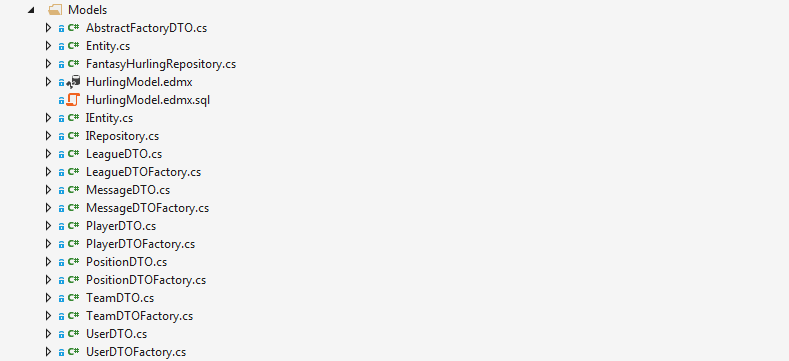 Models
C# AbstractFactoryDTO.cs
C# Entity.cs
C# FantasyHurlingRepository.cs
HurlingModel.edmx
HurlingModel.edmx.sql
C# IEntity.cs
C# IRepository.cs
C# LeagueDTO.cs
C# LeagueDTOFactory.cs
C# MessageDTO.cs
C# MessageDTOFactory.cs
C# PlayerDTO.cs
C# PlayerDTOFactory.cs
C# PositionDTO.cs
C# PositionDTOFactory.cs
C# TeamDTO.cs
C# TeamDTOFactory.cs
C# UserDTO.cs
C# UserDTOFactory.cs